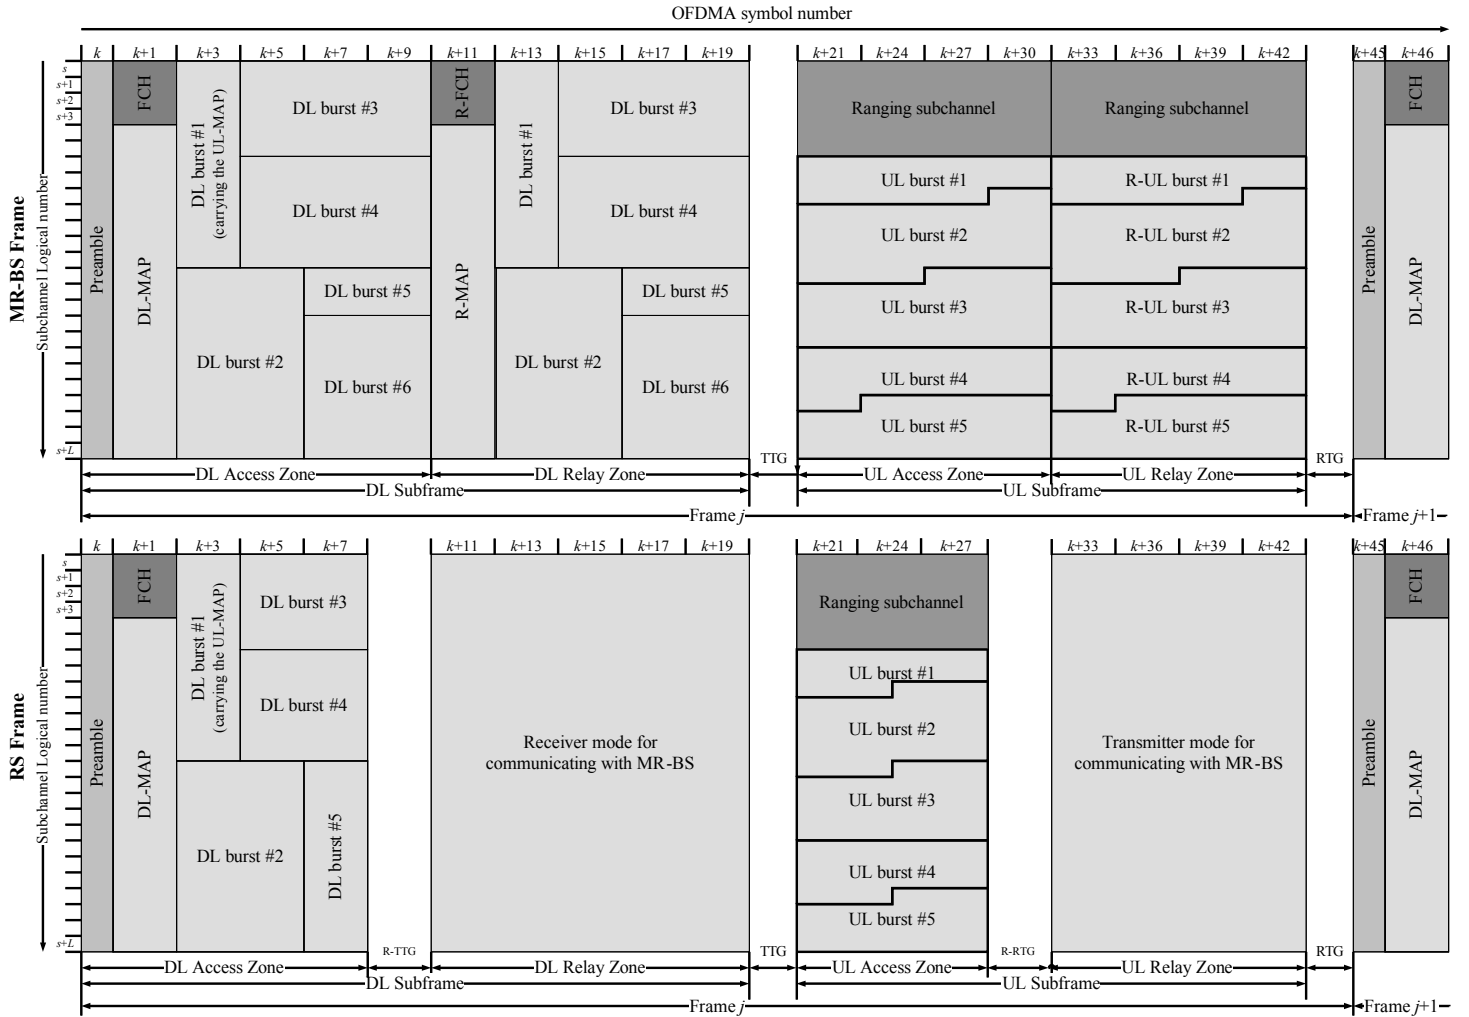 OFDMA symbol number
k k+1 k+3 k+5 k+7 k+9 k+11 k+13 k+15 k+17 k+19 k+21 k+24 k+27 k+30 k+33 k+36 k+39 k+42 k+45 k+46
MR-BS Frame
Subchannel Logical number
s
s+1
s+2
s+3
s+L
Preamble
FCH
DL-MAP
DL burst #1
(carrying the UL-MAP)
DL burst #3
DL burst #4
DL burst #2
DL burst #5
DL burst #6
R-FCH
R-MAP
DL burst #1
DL burst #3
DL burst #4
DL burst #2
DL burst #5
DL burst #6
Ranging subchannel
UL burst #1
UL burst #2
UL burst #3
UL burst #4
UL burst #5
Ranging subchannel
R-UL burst #1
R-UL burst #2
R-UL burst #3
R-UL burst #4
R-UL burst #5
Preamble
FCH
DL-MAP
DL Access Zone DL Relay Zone TTG UL Access Zone UL Relay Zone RTG
DL Subframe UL Subframe
Frame j Frame j+1
k k+1 k+3 k+5 k+7 k+11 k+13 k+15 k+17 k+19 k+21 k+24 k+27 k+33 k+36 k+39 k+42 k+45 k+46
RS Frame
Subchannel Logical number
s
s+1
s+2
s+3
s+L
Preamble
FCH
DL-MAP
DL burst #1
(carrying the UL-MAP)
DL burst #3
DL burst #4
DL burst #2
DL burst #5
Receiver mode for
communicating with MR-BS
Ranging subchannel
UL burst #1
UL burst #2
UL burst #3
UL burst #4
UL burst #5
Transmitter mode for
communicating with MR-BS
Preamble
FCH
DL-MAP
R-TTG TTG R-RTG RTG
DL Access Zone DL Relay Zone UL Access Zone UL Relay Zone
DL Subframe UL Subframe
Frame j Frame j+1